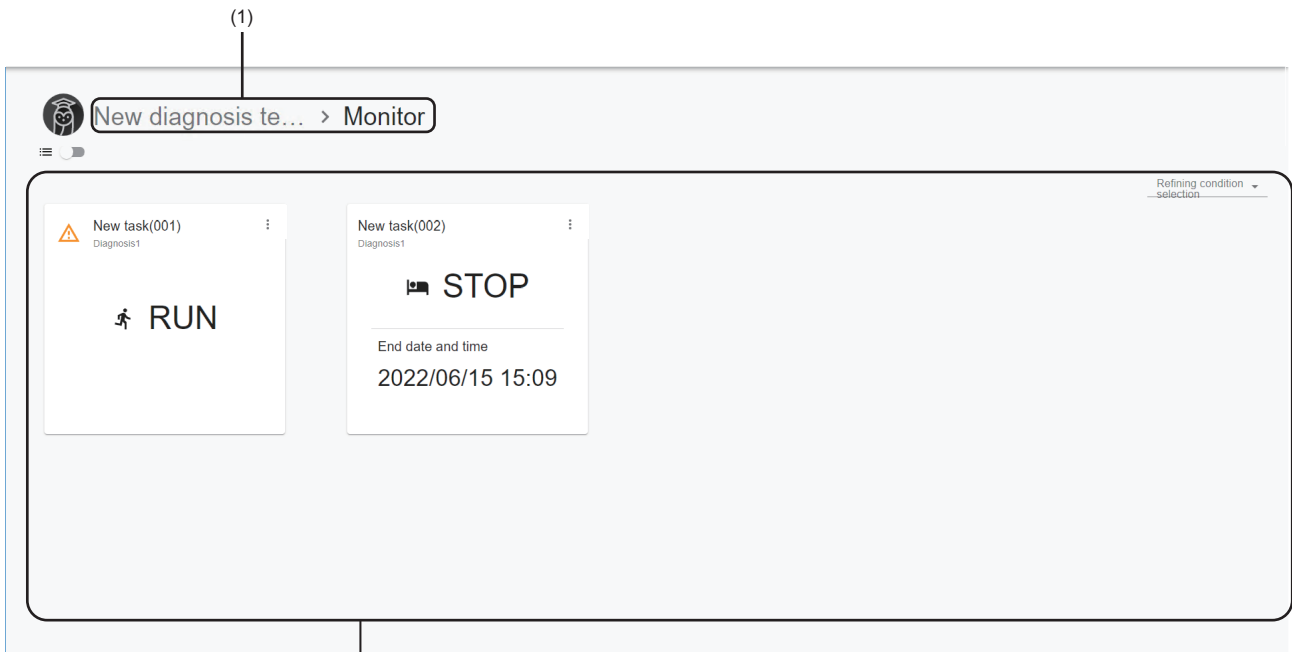 (1)
New diagnosis te... > Monitor
Refining condition
selection
New task(001)
Diagnosis1
RUN
New task(002)
Diagnosis1
STOP
End date and time
2022/06/15 15:09